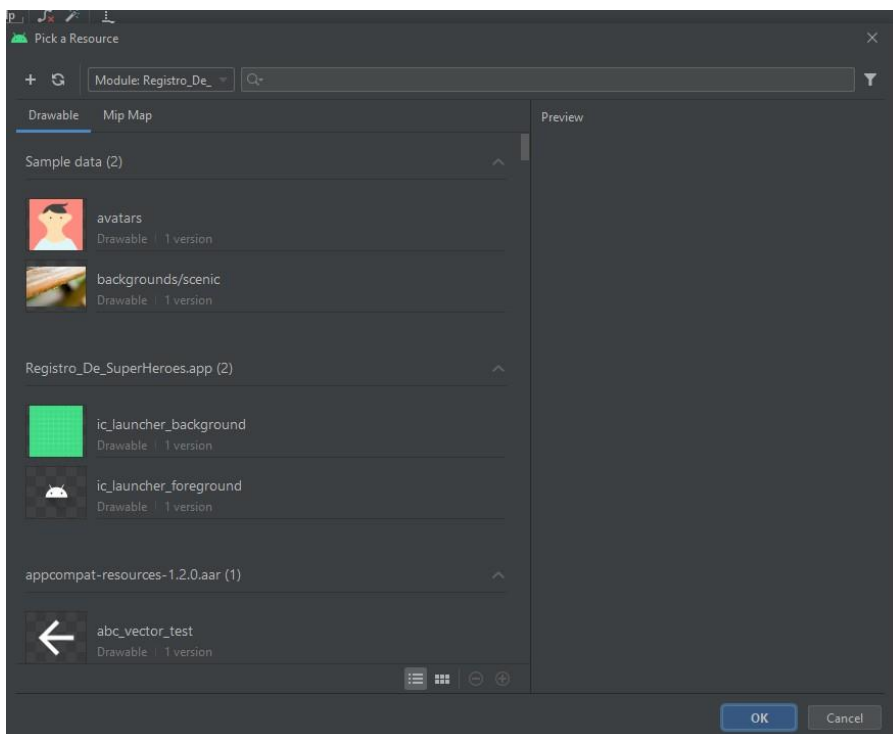 Pick a Resource
Module: Registro_De_
Drawable Mip Map
Preview
Sample data (2)
avatars
Drawable | 1 version
backgrounds/scenic
Drawable | 1 version
Registro_De_SuperHeroes.app (2)
ic_launcher_background
Drawable | 1 version
ic_launcher_foreground
Drawable | 1 version
appcompat-resources-1.2.0.aar (1)
abc_vector_test
Drawable | 1 version
OK Cancel